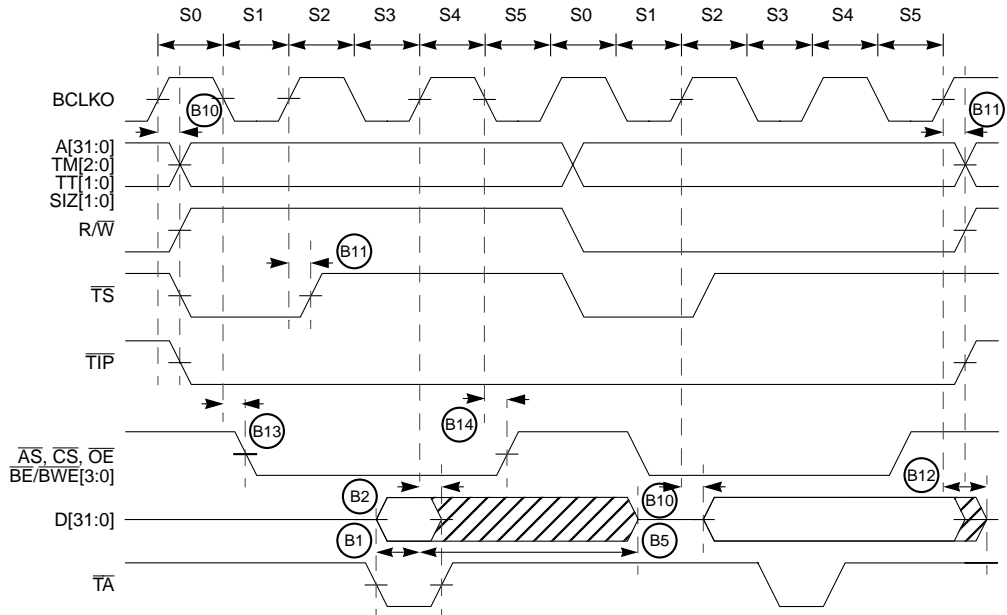 S0 S1 S2 S3 S4 S5 S0 S1 S2 S3 S4 S5
BCLKO
B10
B11
A[31:0]
TM[2:0]
TT[1:0]
SIZ[1:0]
R/W
B11
TS
TIP
B13
B14
AS, CS, OE
BE/BWE[3:0]
B12
B2
B10
D[31:0]
B1
B5
TA